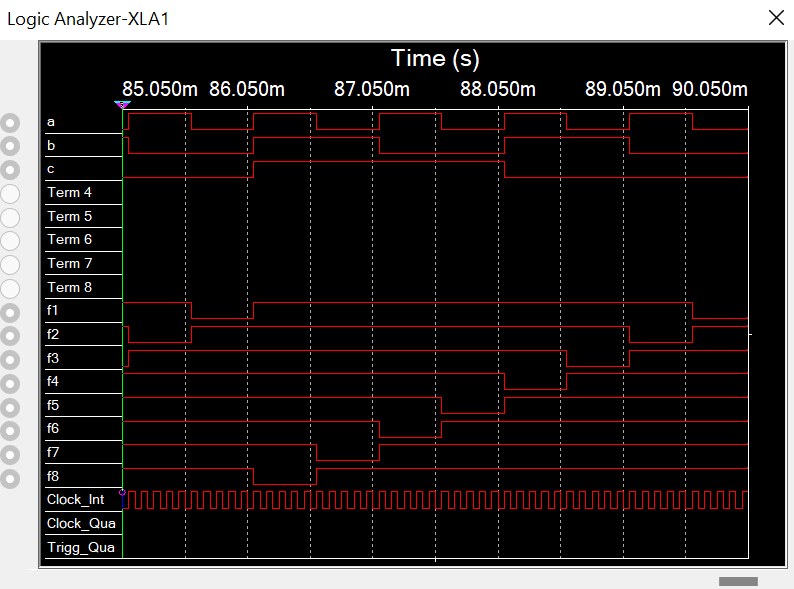 Logic Analyzer-XLA1
Time (s)
85.050m 86.050m 87.050m 88.050m 89.050m 90.050m
a
b
c
Term 4
Term 5
Term 6
Term 7
Term 8
f1
f2
f3
f4
f5
f6
f7
f8
Clock_Int
Clock_Qua
Trigg_Qua